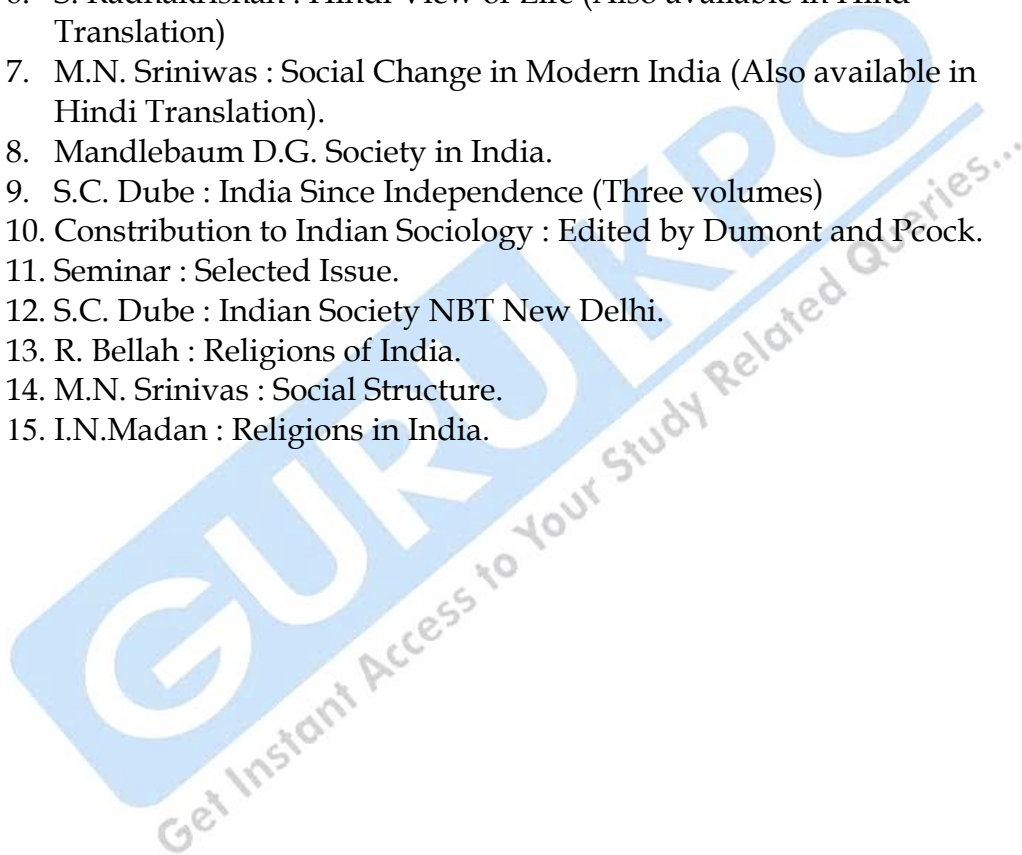 Translation)
7. M.N. Sriniwas : Social Change in Modern India (Also available in
Hindi Translation).
8. Mandlebaum D.G. Society in India.
9. S.C. Dube : India Since Independence (Three volumes)
10. Constribution to Indian Sociology : Edited by Dumont and Pcock.
11. Seminar : Selected Issue.
12. S.C. Dube : Indian Society NBT New Delhi.
13. R. Bellah : Religions of India.
14. M.N. Srinivas : Social Structure.
15. I.N.Madan : Religions in India.
GURUKPO
Get Instant Access to Your Study Related Queries...